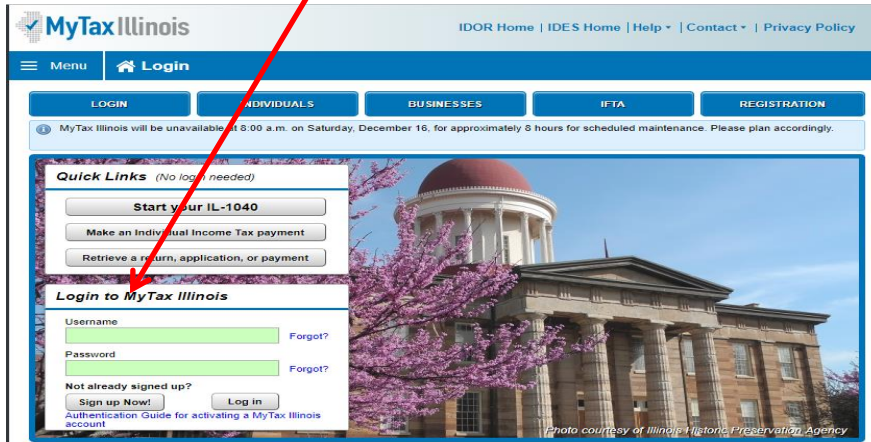 MyTax Illinois
IDOR Home | IDES Home | Help | Contact | Privacy Policy
Menu Login
LOGIN INDIVIDUALS BUSINESSES IFTA REGISTRATION
MyTax Illinois will be unavailable at 8:00 a.m. on Saturday, December 16, for approximately 8 hours for scheduled maintenance. Please plan accordingly.
Quick Links (No login needed)
Start your IL-1040
Make an Individual Income Tax payment
Retrieve a return, application, or payment
Login to MyTax Illinois
Username
Forgot?
Password
Forgot?
Not already signed up?
Sign up Now! Log in
Authentication Guide for activating a MyTax Illinois
account
Photo courtesy of Illinois Historic Preservation Agency